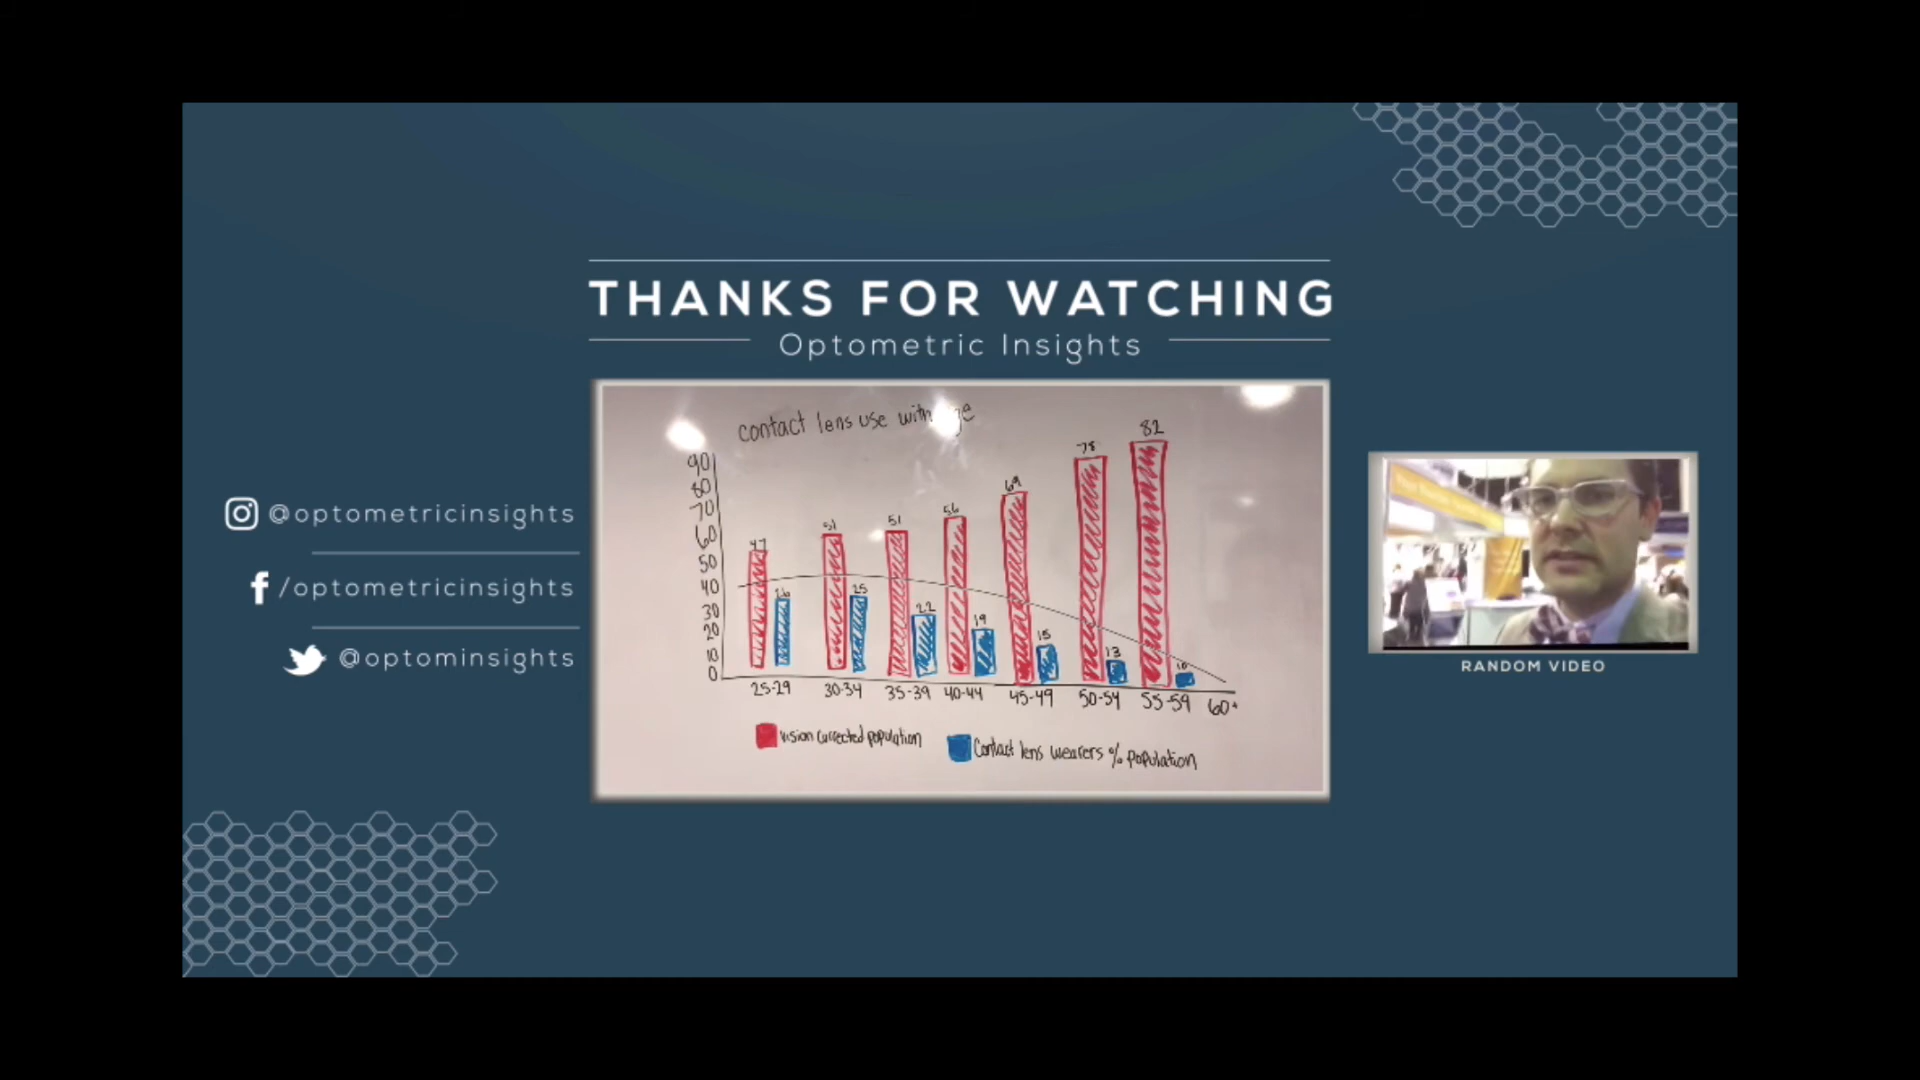 THANKS FOR WATCHING
Optometric Insights
@optometricinsights
/optometricinsights
@optominsights
contact lens use with
90
80
70
60
50
40
30
20
10
0
47 26 51 25 51 22 56 19 69 15 78 13 82 10
25-29 30-34 35-39 40-44 45-49 50-54 55-59 60+
vision corrected population
Contact lens wearers % population
RANDOM VIDEO